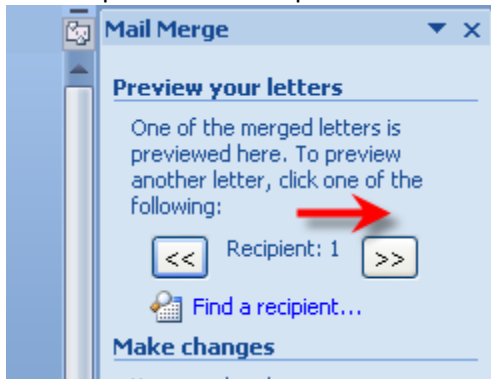 Mail Merge
Preview your letters
One of the merged letters is
previewed here. To preview
another letter, click one of the
following:
<< Recipient: 1 >>
Find a recipient...
Make changes